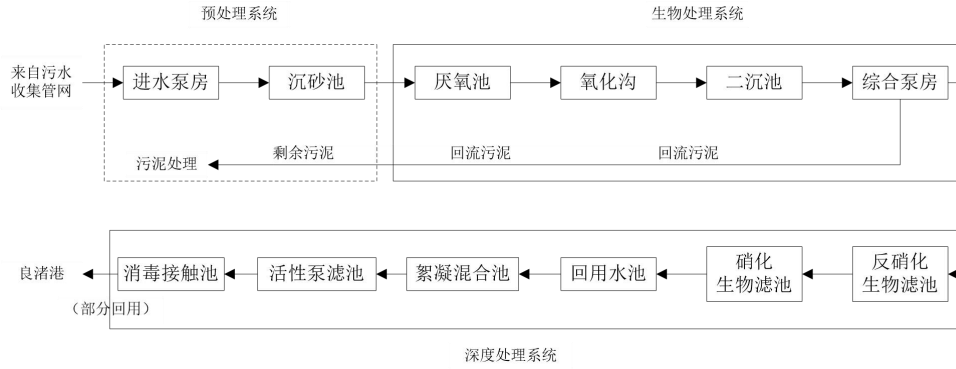 预处理系统
生物处理系统
来自污水
收集管网
进水泵房
沉砂池
厌氧池
氧化沟
二沉池
综合泵房
污泥处理
剩余污泥
回流污泥
回流污泥
良渚港
(部分回用)
消毒接触池
活性泵滤池
絮凝混合池
回用水池
硝化
生物滤池
反硝化
生物滤池
深度处理系统